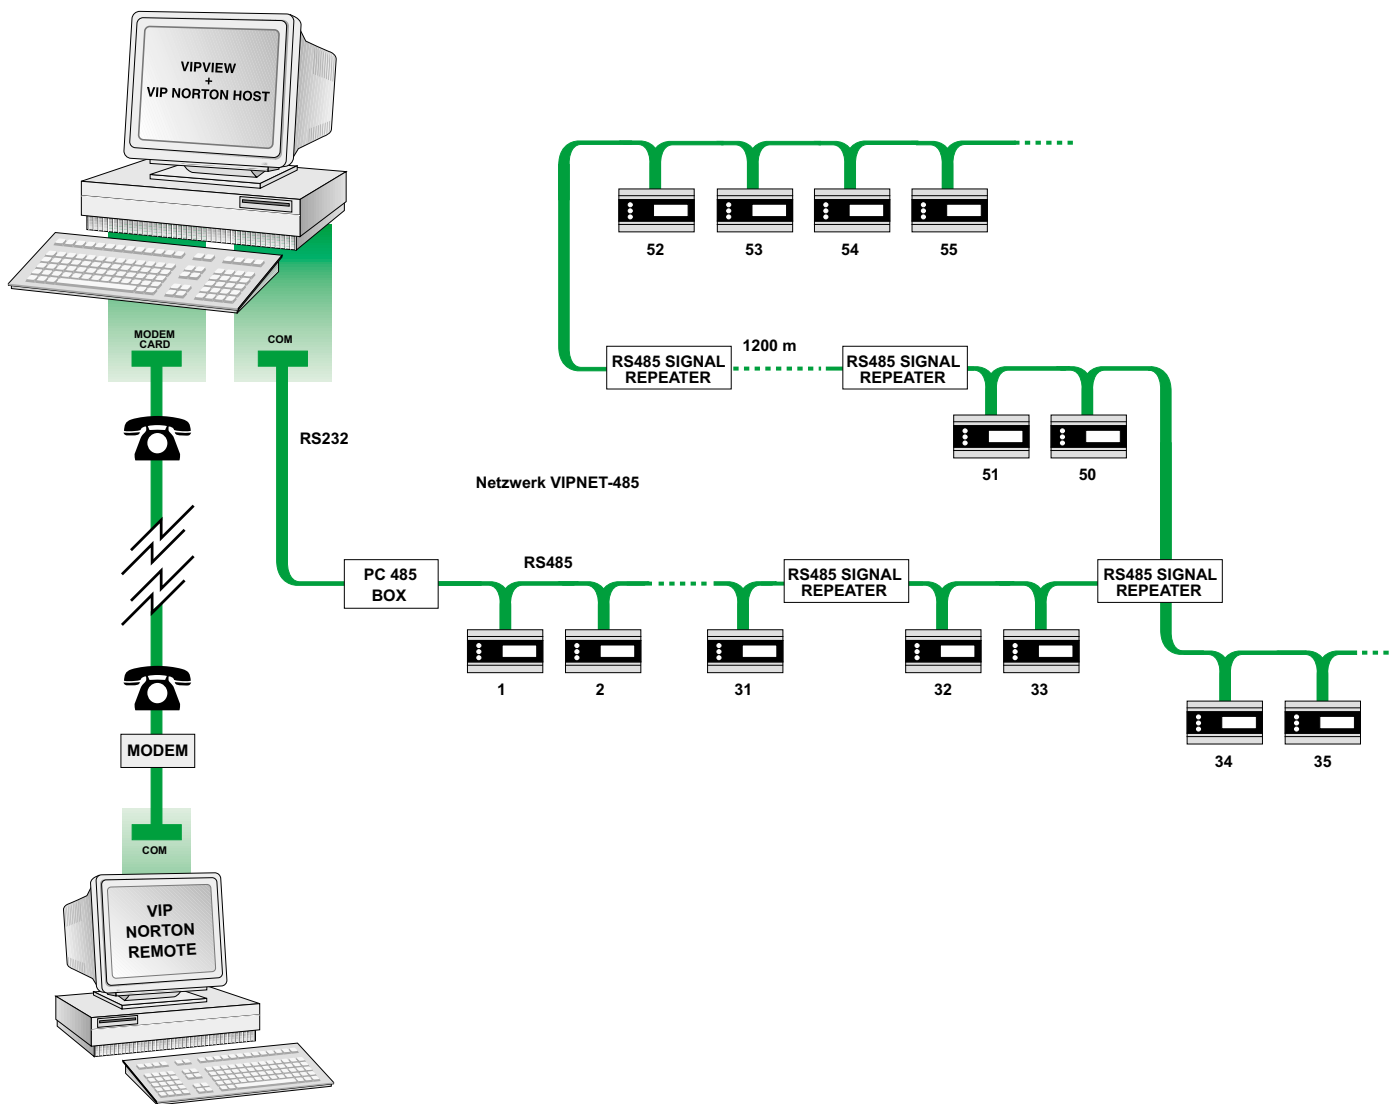 VIPVIEW
+
VIP NORTON HOST
52
53
54
55
MODEM
CARD
COM
RS485 SIGNAL
REPEATER
1200 m
RS485 SIGNAL
REPEATER
RS232
51
50
Netzwerk VIPNET-485
PC 485
BOX
RS485
RS485 SIGNAL
REPEATER
RS485 SIGNAL
REPEATER
1
2
31
32
33
34
35
MODEM
COM
VIP
NORTON
REMOTE